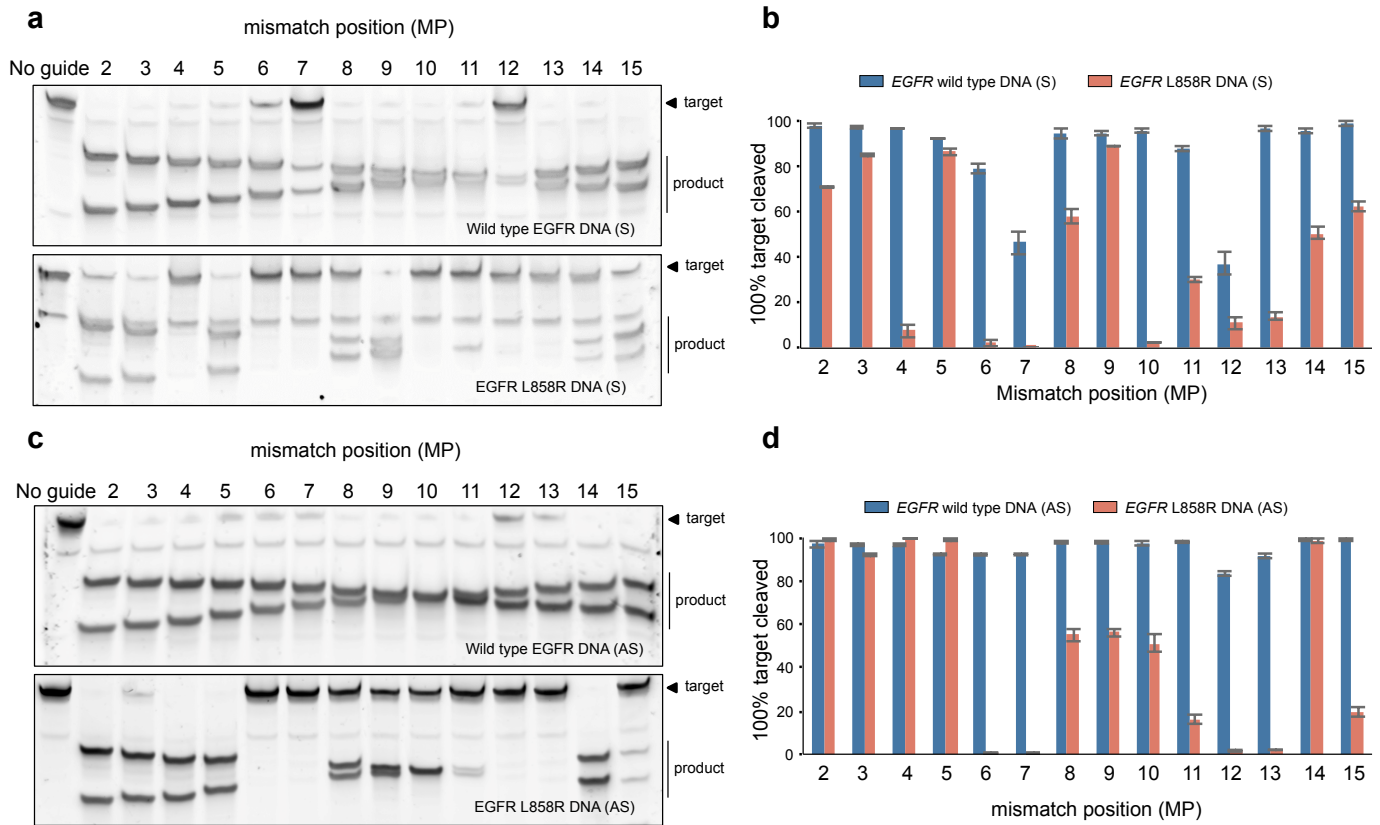 a
mismatch position (MP)
No guide 2 3 4 5 6 7 8 9 10 11 12 13 14 15
target
product
Wild type EGFR DNA (S)
target
product
EGFR L858R DNA (S)
b
EGFR wild type DNA (S) EGFR L858R DNA (S)
100% target cleaved
100
80
60
40
20
0
2 3 4 5 6 7 8 9 10 11 12 13 14 15
Mismatch position (MP)
c
mismatch position (MP)
No guide 2 3 4 5 6 7 8 9 10 11 12 13 14 15
target
product
Wild type EGFR DNA (AS)
target
product
EGFR L858R DNA (AS)
d
EGFR wild type DNA (AS) EGFR L858R DNA (AS)
100% target cleaved
100
80
60
40
20
0
2 3 4 5 6 7 8 9 10 11 12 13 14 15
mismatch position (MP)